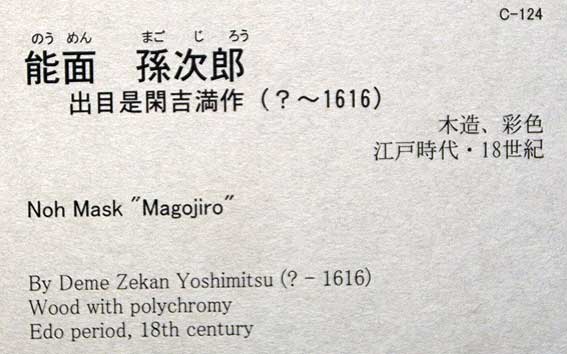 C-124
のう めん まご じ ろう
能面 孫次郎
出目是閑吉満作（？～1616）
木造、彩色
江戸時代・18世紀
Noh Mask "Magojiro"
By Deme Zekan Yoshimitsu (? - 1616)
Wood with polychromy
Edo period, 18th century